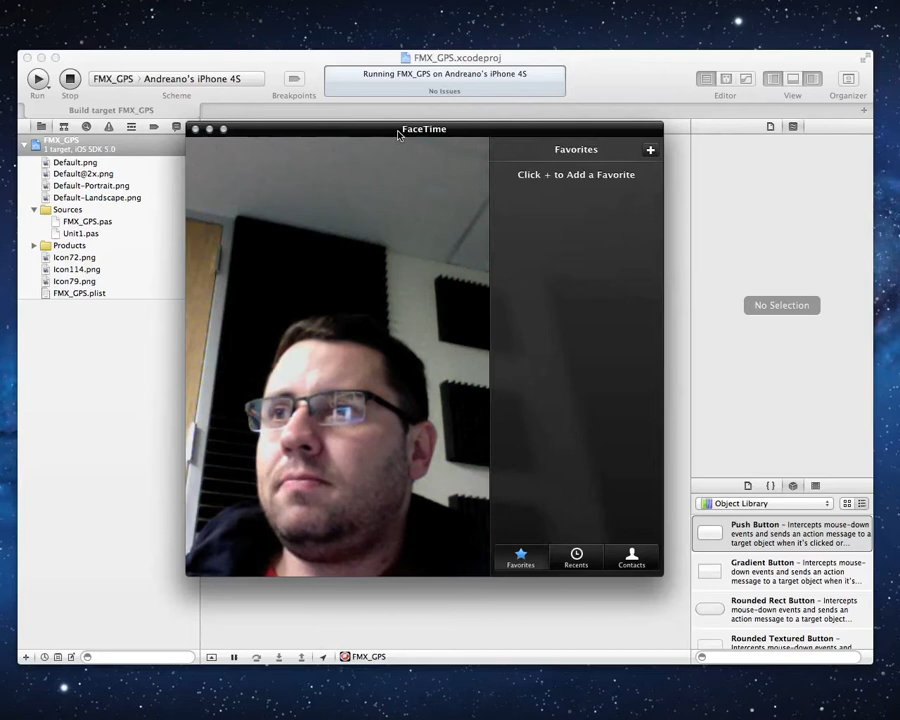 FMX_GPS.xcodeproj
FMX_GPS › Andreano's iPhone 4S
Running FMX_GPS on Andreano's iPhone 4S
No Issues
Run
Stop
Scheme
Breakpoints
Editor
View
Organizer
Build target FMX_GPS
FMX_GPS
1 target, iOS SDK 5.0
Default.png
Default@2x.png
Default-Portrait.png
Default-Landscape.png
Sources
FMX_GPS.pas
Unit1.pas
Products
Icon72.png
Icon114.png
Icon79.png
FMX_GPS.plist
FaceTime
Favorites
Click + to Add a Favorite
Favorites
Recents
Contacts
No Selection
Object Library
Push Button – Intercepts mouse-down
events and sends an action message to a
target object when it's clicked or...
Gradient Button – Intercepts mouse-
down events and sends an action
message to a target object when it's...
Rounded Rect Button – Intercepts
mouse-down events and sends an
action message to a target object...
Rounded Textured Button –
FMX_GPS